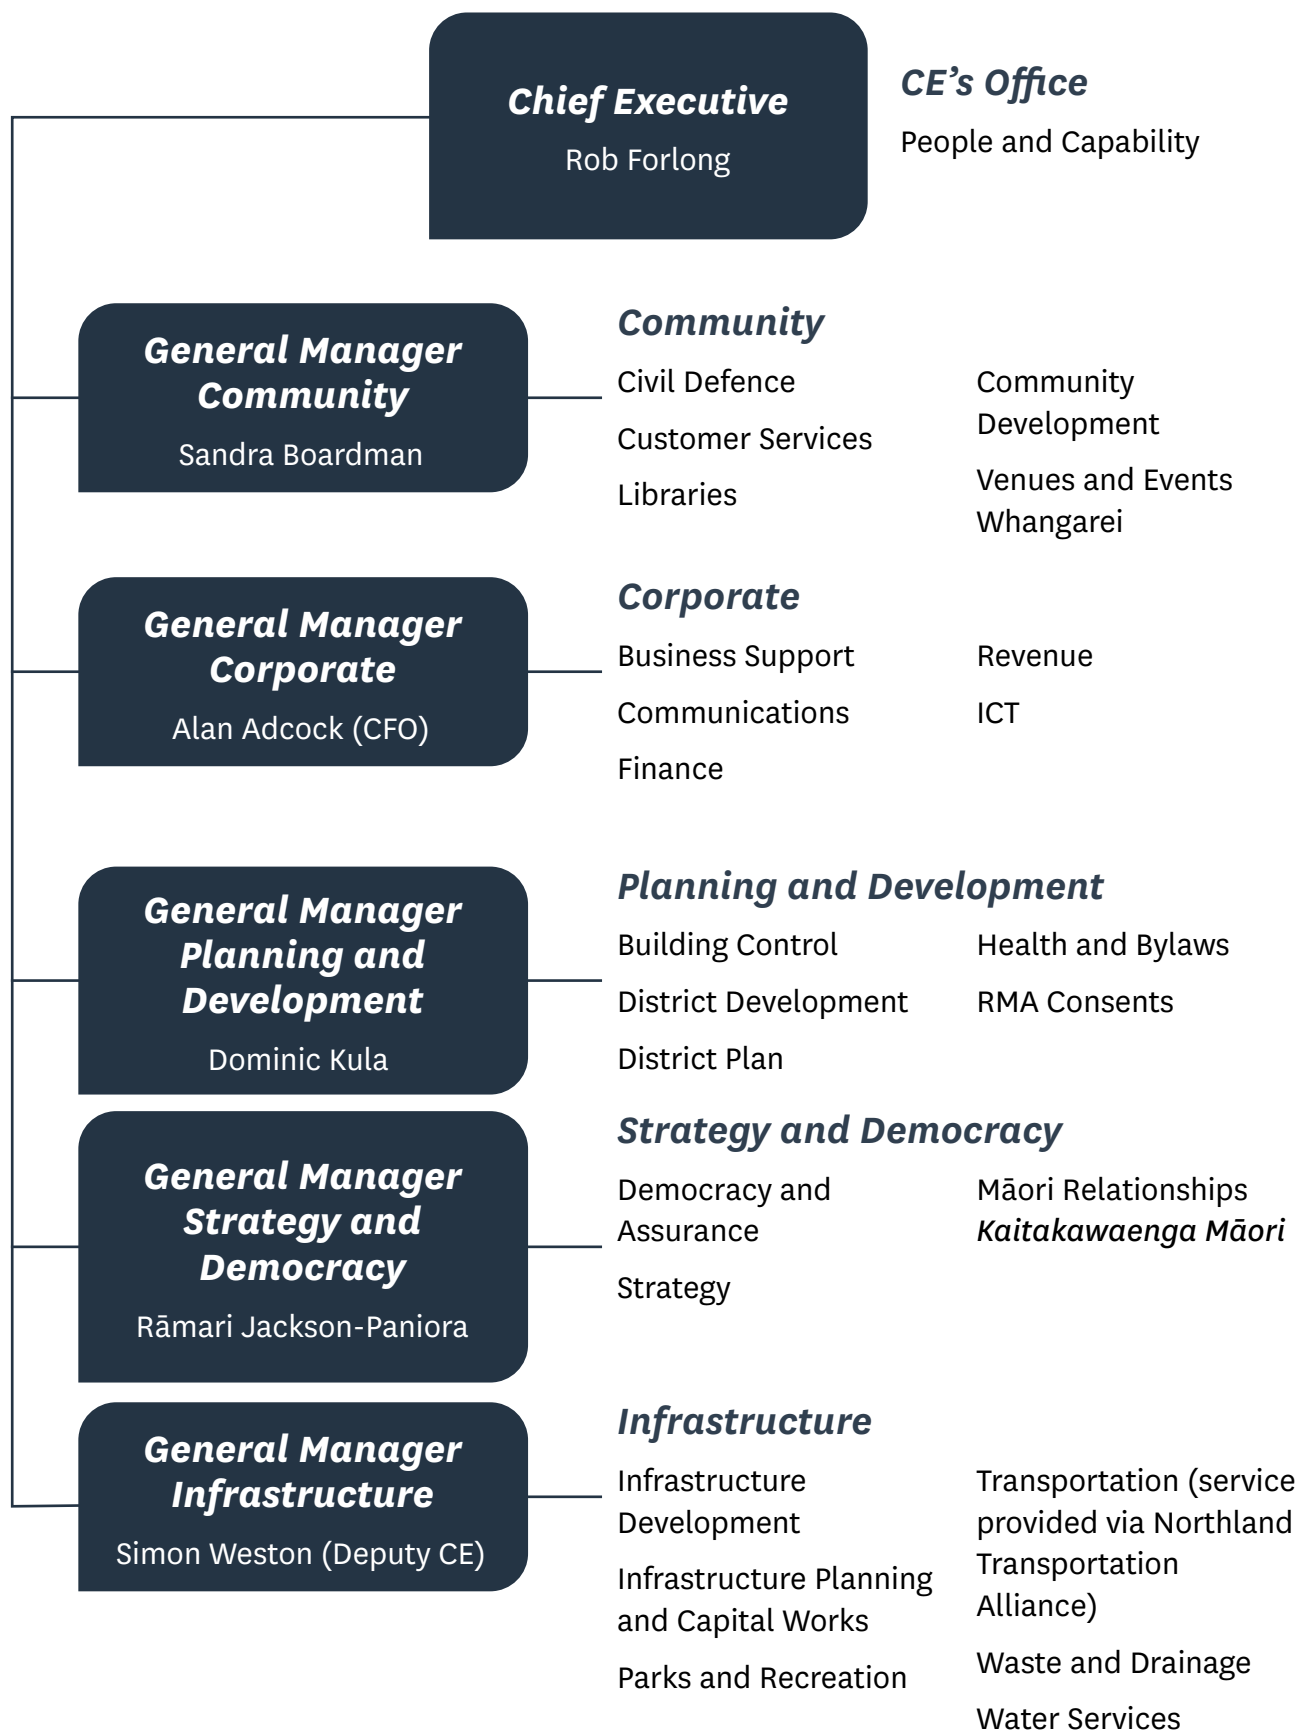 Chief Executive
Rob Forlong
CE’s Office
People and Capability
General Manager
Community
Sandra Boardman
Community
Civil Defence
Customer Services
Libraries
Community
Development
Venues and Events
Whangarei
General Manager
Corporate
Alan Adcock (CFO)
Corporate
Business Support
Communications
Finance
Revenue
ICT
General Manager
Planning and
Development
Dominic Kula
Planning and Development
Building Control
District Development
District Plan
Health and Bylaws
RMA Consents
General Manager
Strategy and
Democracy
Rāmari Jackson-Paniora
Strategy and Democracy
Democracy and
Assurance
Strategy
Māori Relationships
Kaitakawaenga Māori
General Manager
Infrastructure
Simon Weston (Deputy CE)
Infrastructure
Infrastructure
Development
Infrastructure Planning
and Capital Works
Parks and Recreation
Transportation (service
provided via Northland
Transportation
Alliance)
Waste and Drainage
Water Services